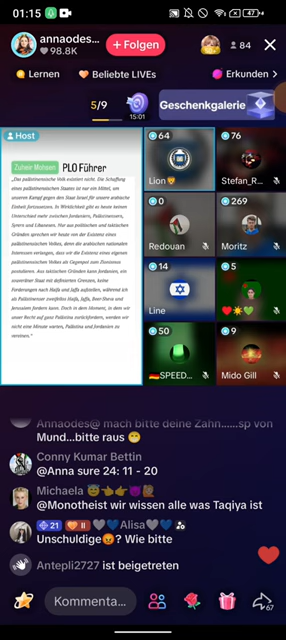 01:15
47
annaodes...
98.8K
+ Folgen
84
Lernen
Beliebte LIVEs
Erkunden >
5/9
15:01
Geschenkgalerie
Host
Zuheir Mohsen PLO Führer
„Das palästinensische Volk existiert nicht. Die Schaffung
eines palästinensischen Staates ist nur ein Mittel, um
unseren Kampf gegen den Staat Israel für unsere arabische
Einheit fortzusetzen. In Wirklichkeit gibt es heute keinen
Unterschied mehr zwischen Jordaniern, Palästinensern,
Syrern und Libanesen. Nur aus politischen und taktischen
Gründen sprechen wir heute von der Existenz eines
palästinensischen Volkes, denn die arabischen nationalen
Interessen verlangen, dass wir die Existenz eines eigenen
palästinensischen Volkes als Gegenpol zum Zionismus
postulieren. Aus taktischen Gründen kann Jordanien, ein
souveräner Staat mit definierten Grenzen, keine
Forderungen nach Haifa und Jaffa aufstellen, während ich
als Palästinenser zweifellos Haifa, Jaffa, Beer-Sheva und
Jerusalem fordern kann. Doch in dem Moment, in dem wir
unser Recht auf ganz Palästina zurückfordern, werden wir
nicht eine Minute warten, Palästina und Jordanien zu
vereinen."
64
Lion🦁
76
Stefan_R...
0
Redouan
269
Moritz
14
Line
5
♥️☀️💚
50
🇩🇪SPEED...
9
Mido Gill
Annaodes@ mach bitte deine Zahn......sp von
Mund...bitte raus 😁
Conny Kumar Bettin
@Anna sure 24: 11 - 20
Michaela 😇👈👉😈🙋🏽
@Monotheist wir wissen alles was Taqiya ist
21 II 🩶💙Alisa🩶💙
Unschuldige😡? Wie bitte
Antepli2727 ist beigetreten
Kommenta...
67